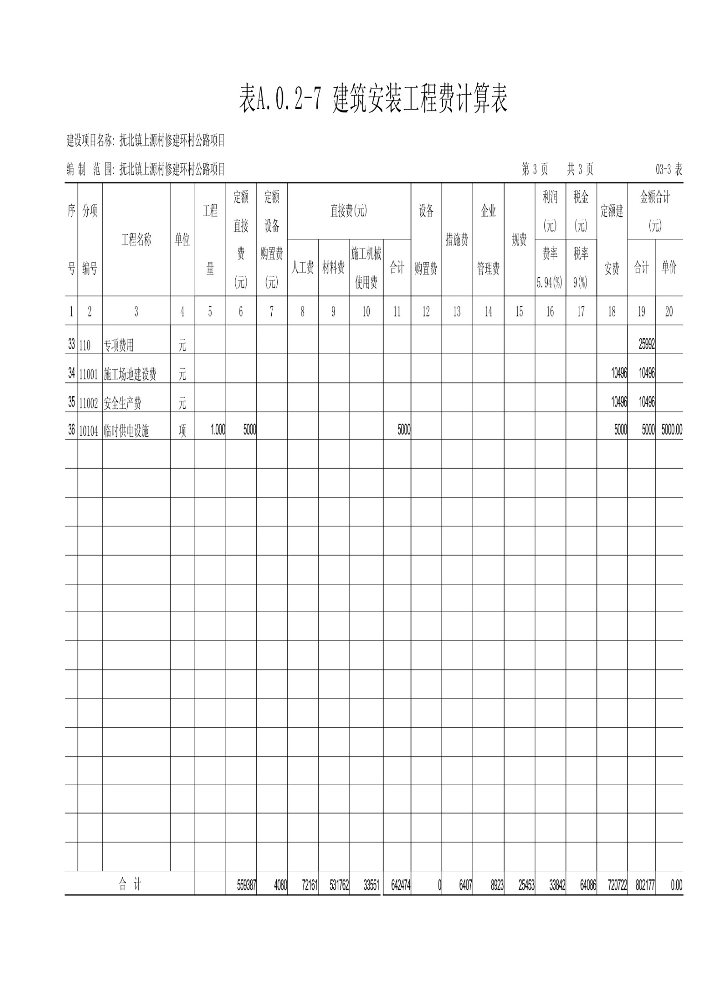 表A.0.2-7 建筑安装工程费计算表
建设项目名称: 抚北镇上源村修建环村公路项目
编 制 范 围: 抚北镇上源村修建环村公路项目 第 3 页 共 3 页 03-3 表
序号 分项编号 工程名称 单位 工程量 定额直接费(元) 定额设备购置费(元) 直接费(元) 设备购置费 措施费 企业管理费 规费 利润(元) 税金(元) 定额建安费 金额合计(元)
人工费 材料费 施工机械使用费 合计 费率5.94(%) 税率9(%) 合计 单价
1 2 3 4 5 6 7 8 9 10 11 12 13 14 15 16 17 18 19 20
33 110 专项费用 元 25992
34 11001 施工场地建设费 元 10496 10496
35 11002 安全生产费 元 10496 10496
36 10104 临时供电设施 项 1.000 5000 5000 5000 5000 5000.00
合 计 559387 4080 72161 531762 33551 642474 0 6407 8923 25453 33842 64086 720722 802177 0.00